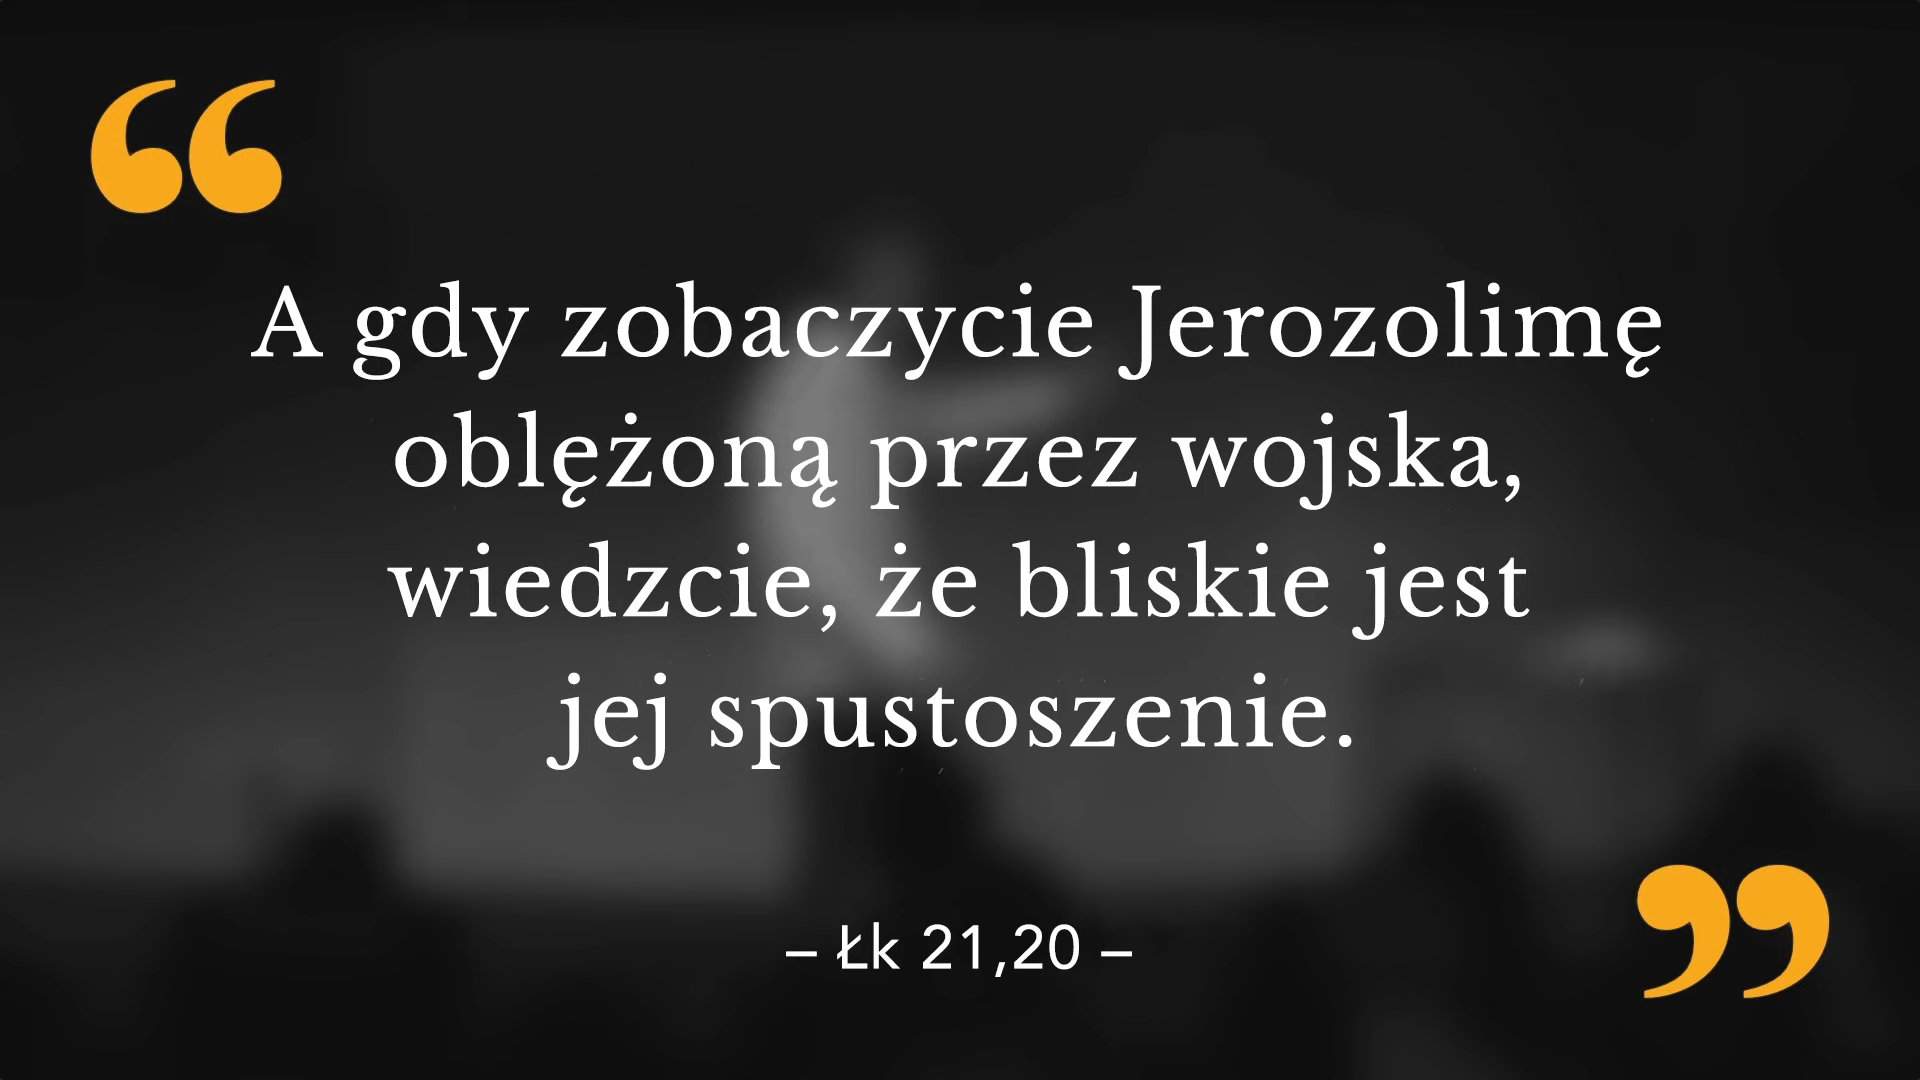 “
A gdy zobaczycie Jerozolimę
oblężoną przez wojska,
wiedzcie, że bliskie jest
jej spustoszenie.
”
– Łk 21,20 –